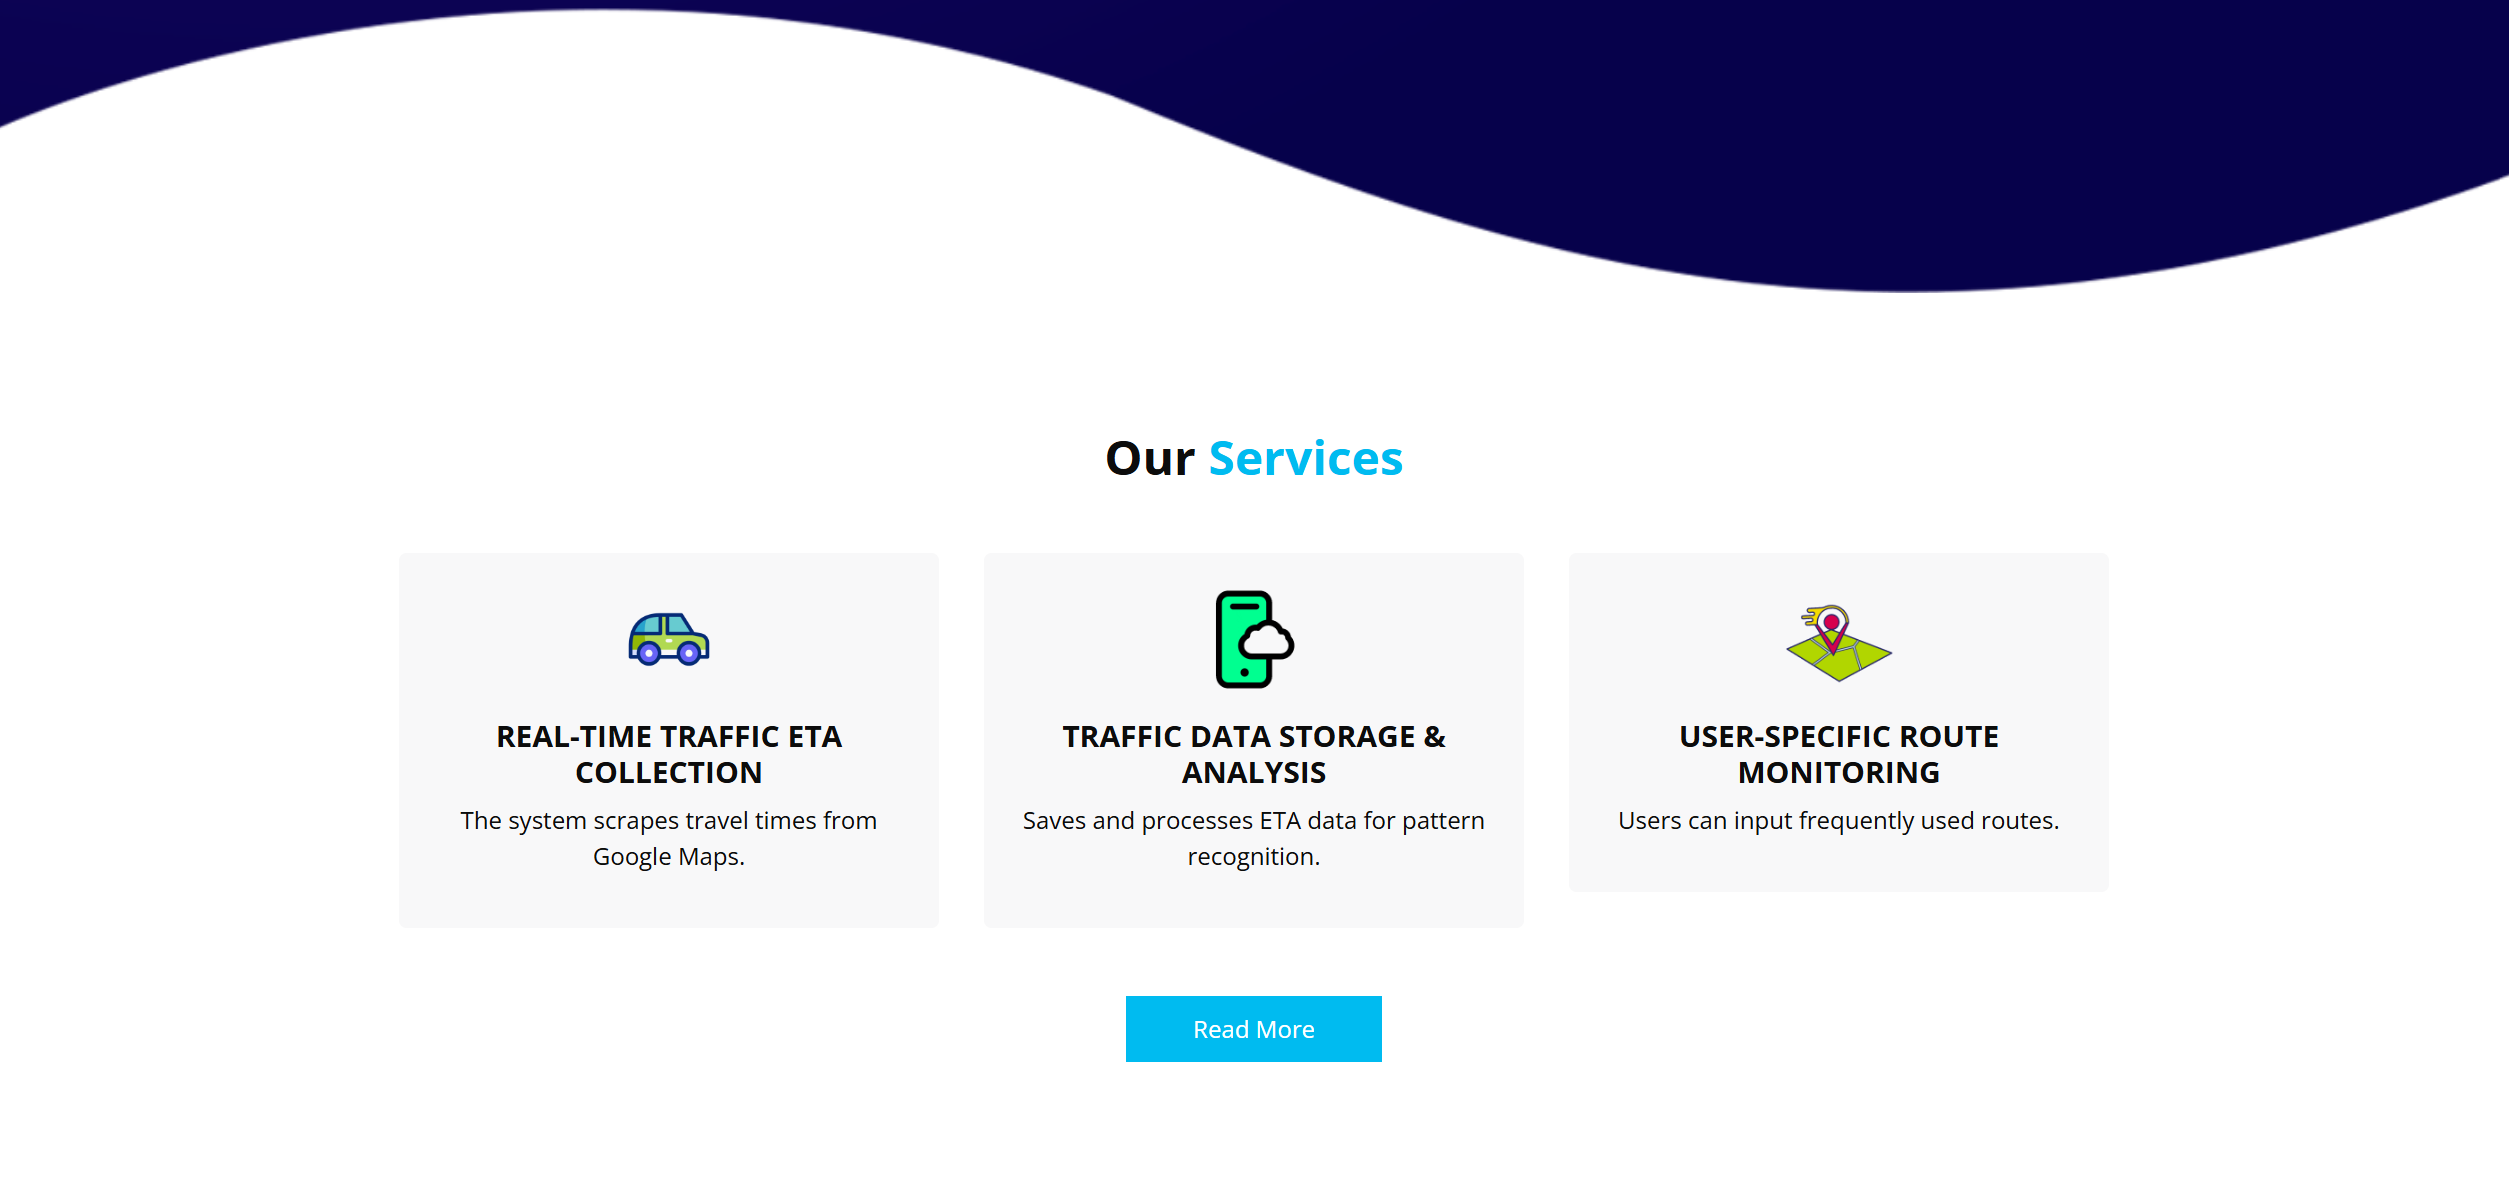 Our Services
REAL-TIME TRAFFIC ETA
COLLECTION
The system scrapes travel times from
Google Maps.
TRAFFIC DATA STORAGE &
ANALYSIS
Saves and processes ETA data for pattern
recognition.
USER-SPECIFIC ROUTE
MONITORING
Users can input frequently used routes.
Read More